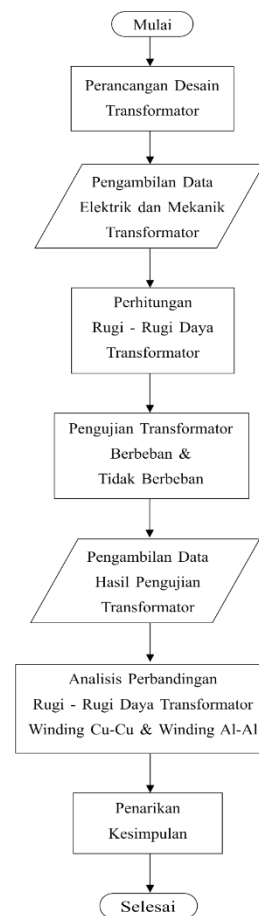 Mulai
Perancangan Desain
Transformator
Pengambilan Data
Elektrik dan Mekanik
Transformator
Perhitungan
Rugi - Rugi Daya
Transformator
Pengujian Transformator
Berbeban &
Tidak Berbeban
Pengambilan Data
Hasil Pengujian
Transformator
Analisis Perbandingan
Rugi - Rugi Daya Transformator
Winding Cu-Cu & Winding Al-Al
Penarikan
Kesimpulan
Selesai